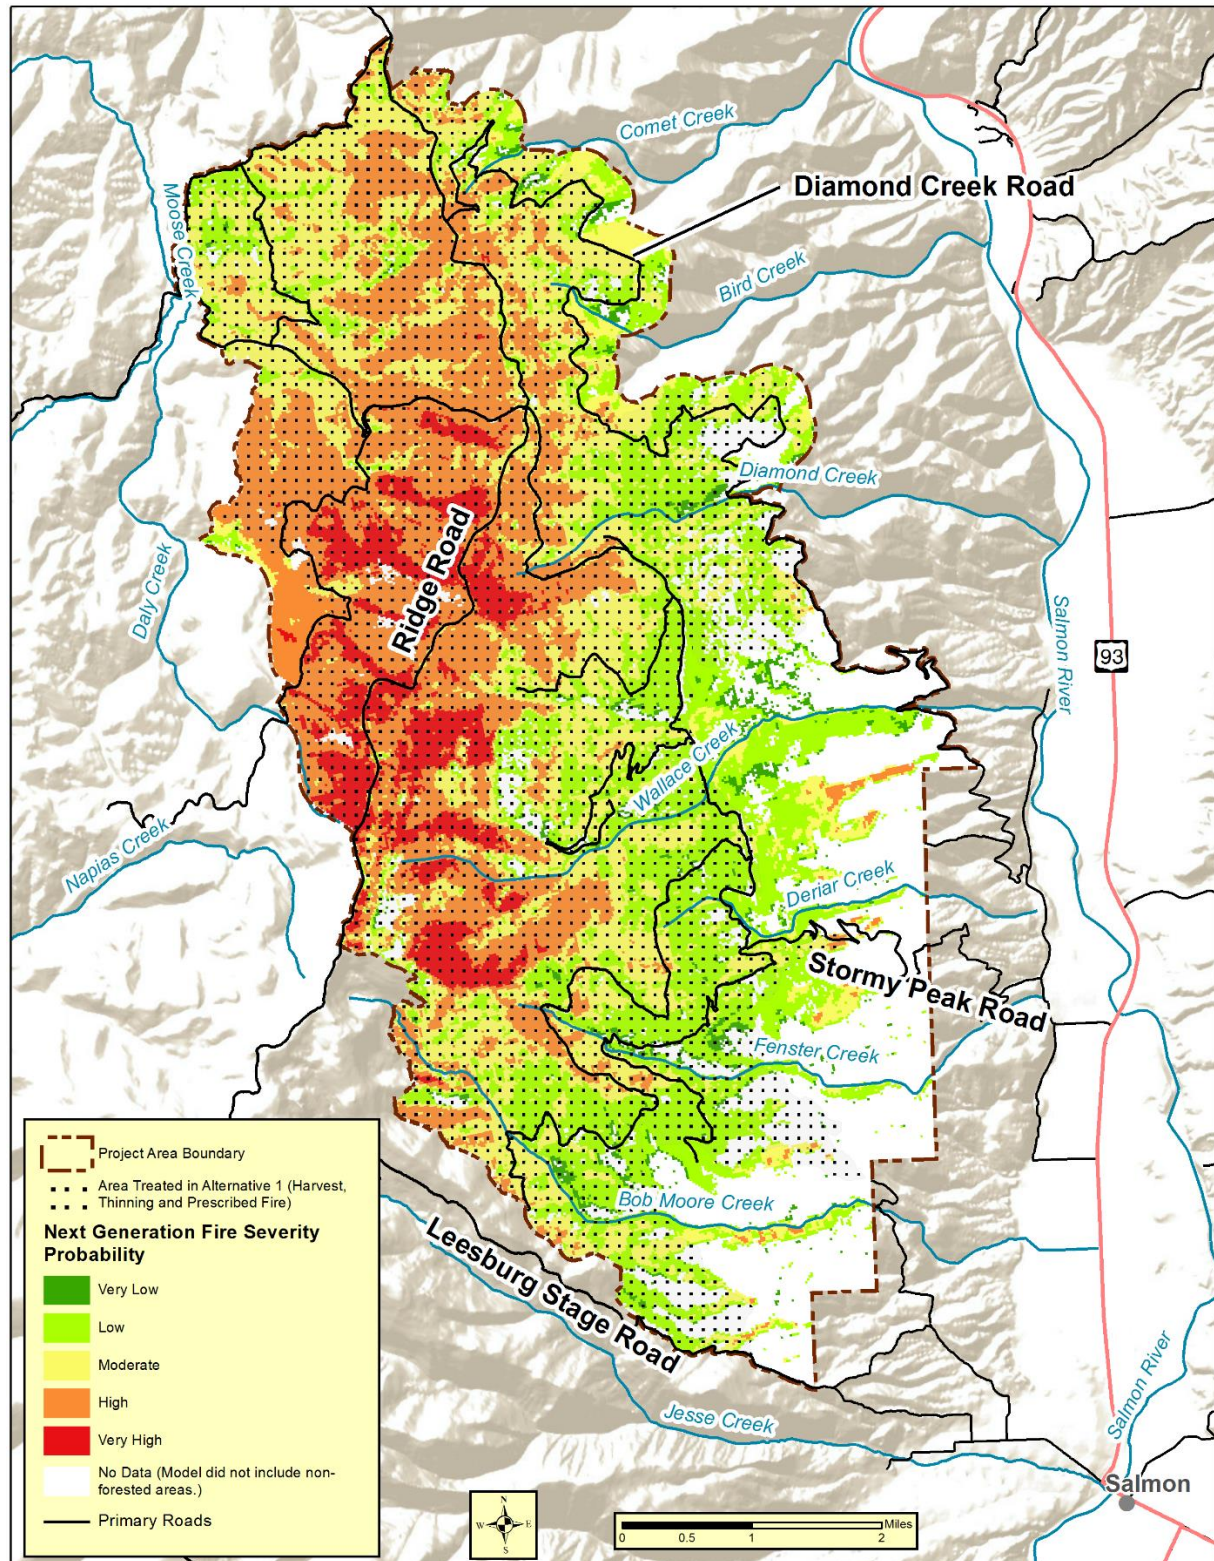 Comet Creek
Diamond Creek Road
Moose Creek
Bird Creek
Diamond Creek
Ridge Road
Daly Creek
Salmon River
93
Wallace Creek
Napias Creek
Deriar Creek
Stormy Peak Road
Fenster Creek
Bob Moore Creek
Leesburg Stage Road
Jesse Creek
Salmon River
Salmon
Project Area Boundary
Area Treated in Alternative 1 (Harvest,
Thinning and Prescribed Fire)
Next Generation Fire Severity
Probability
Very Low
Low
Moderate
High
Very High
No Data (Model did not include non-
forested areas.)
Primary Roads
N
W E
S
Miles
0 0.5 1 2